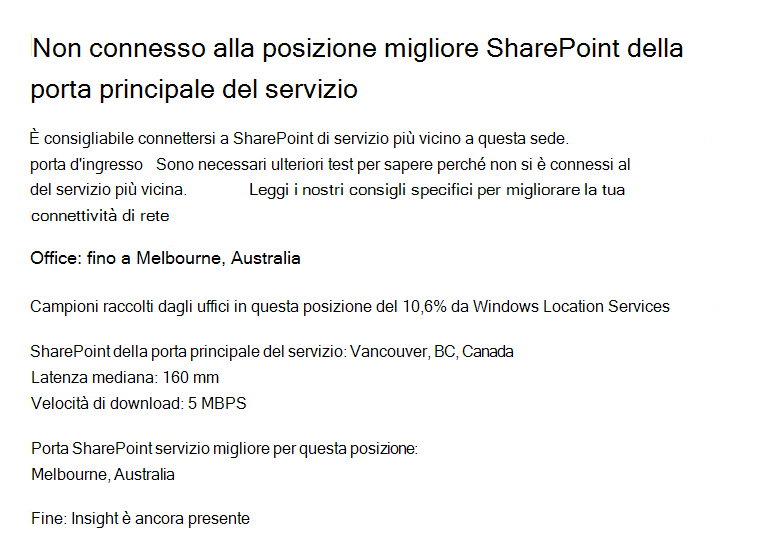 Non connesso alla posizione migliore SharePoint della
porta principale del servizio
È consigliabile connettersi a SharePoint di servizio più vicino a questa sede.
porta d'ingresso Sono necessari ulteriori test per sapere perché non si è connessi al
del servizio più vicina. Leggi i nostri consigli specifici per migliorare la tua
connettività di rete
Office: fino a Melbourne, Australia
Campioni raccolti dagli uffici in questa posizione del 10,6% da Windows Location Services
SharePoint della porta principale del servizio: Vancouver, BC, Canada
Latenza mediana: 160 mm
Velocità di download: 5 MBPS
Porta SharePoint servizio migliore per questa posizione:
Melbourne, Australia
Fine: Insight è ancora presente